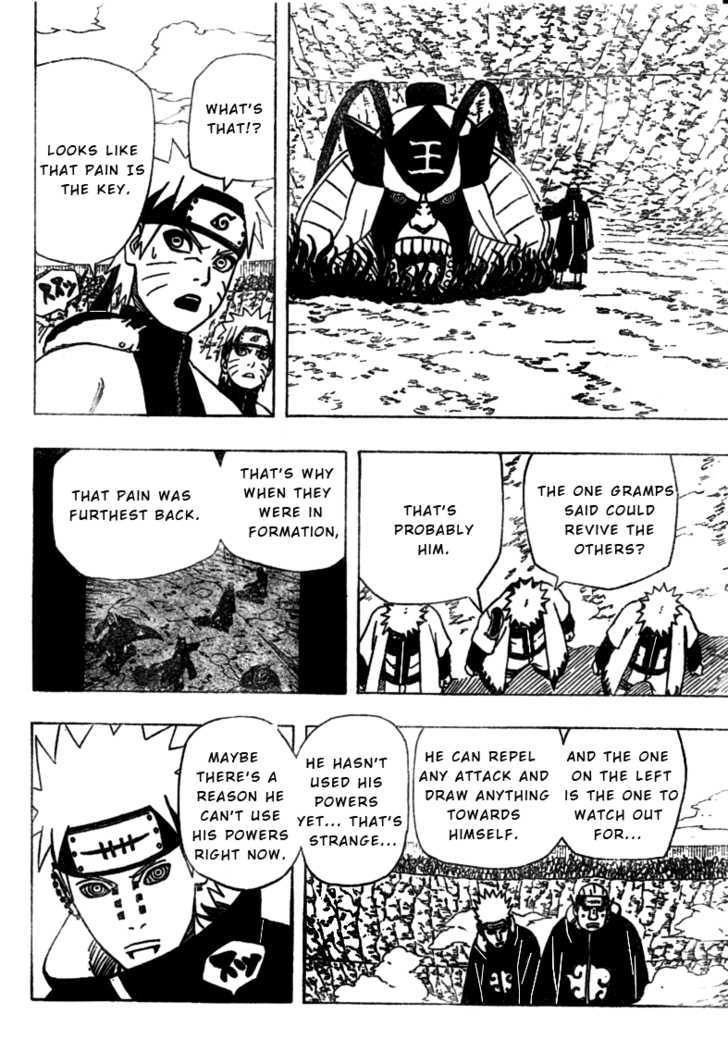 王
WHAT'S
THAT!?
LOOKS LIKE
THAT PAIN IS
THE KEY.
THE ONE GRAMPS
SAID COULD
REVIVE THE
OTHERS?
THAT'S
PROBABLY
HIM.
THAT'S WHY
WHEN THEY
WERE IN
FORMATION,
THAT PAIN WAS
FURTHEST BACK.
AND THE ONE
ON THE LEFT
IS THE ONE TO
WATCH OUT
FOR...
HE CAN REPEL
ANY ATTACK AND
DRAW ANYTHING
TOWARDS
HIMSELF.
HE HASN'T
USED HIS
POWERS
YET... THAT'S
STRANGE...
MAYBE
THERE'S A
REASON HE
CAN'T USE
HIS POWERS
RIGHT NOW.